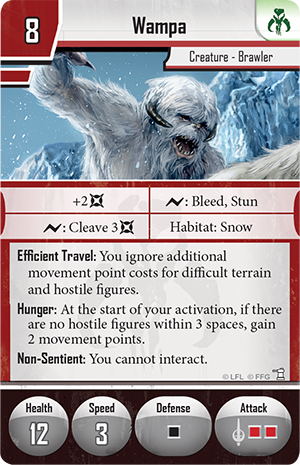 8
Wampa
Creature - Brawler
+2
: Bleed, Stun
: Cleave 3
Habitat: Snow
Efficient Travel: You ignore additional
movement point costs for difficult terrain
and hostile figures.
Hunger: At the start of your activation, if there
are no hostile figures within 3 spaces, gain
2 movement points.
Non-Sentient: You cannot interact.
© LFL © FFG
Health
Speed
Defense
Attack
12
3